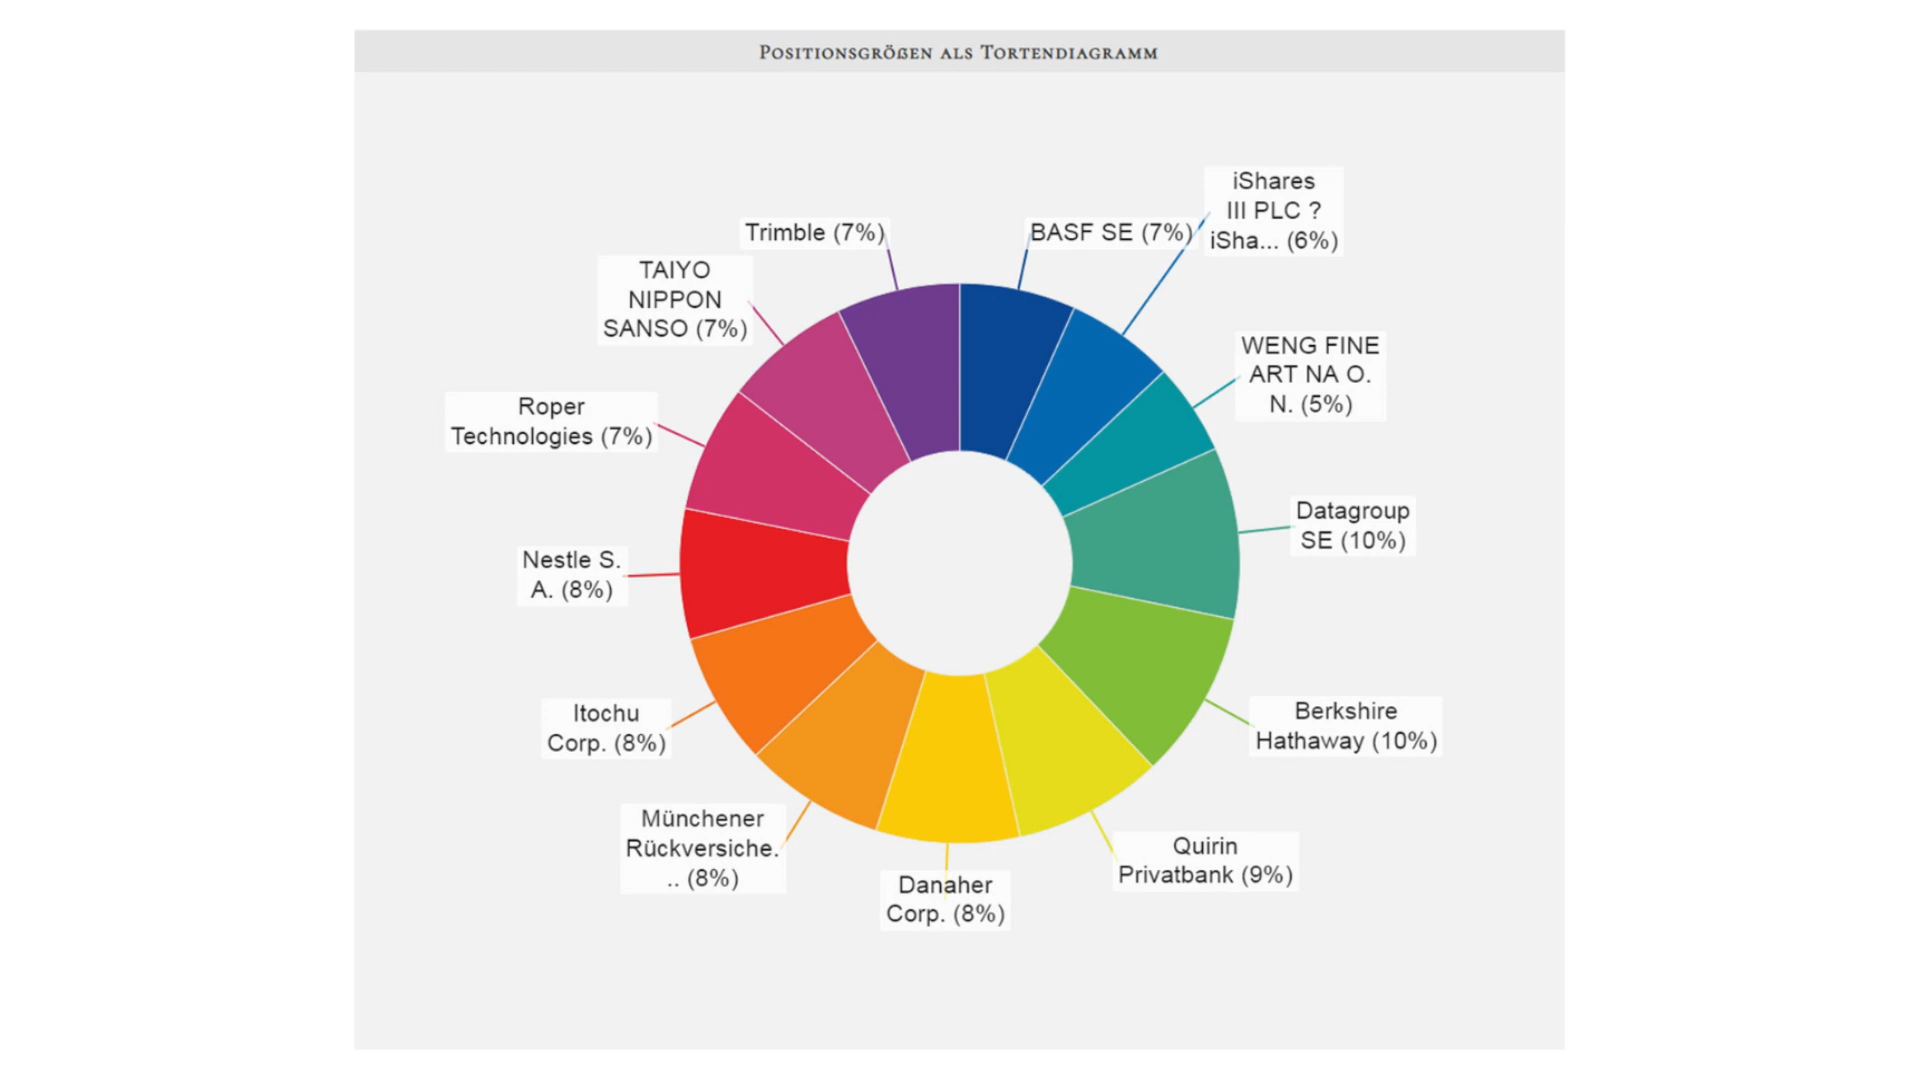 Positionsgrößen als Tortendiagramm
iShares
III PLC ?
iSha... (6%)
Trimble (7%)
BASF SE (7%)
TAIYO
NIPPON
SANSO (7%)
WENG FINE
ART NA O.
N. (5%)
Roper
Technologies (7%)
Datagroup
SE (10%)
Nestle S.
A. (8%)
Itochu
Corp. (8%)
Berkshire
Hathaway (10%)
Münchener
Rückversiche.
.. (8%)
Quirin
Privatbank (9%)
Danaher
Corp. (8%)